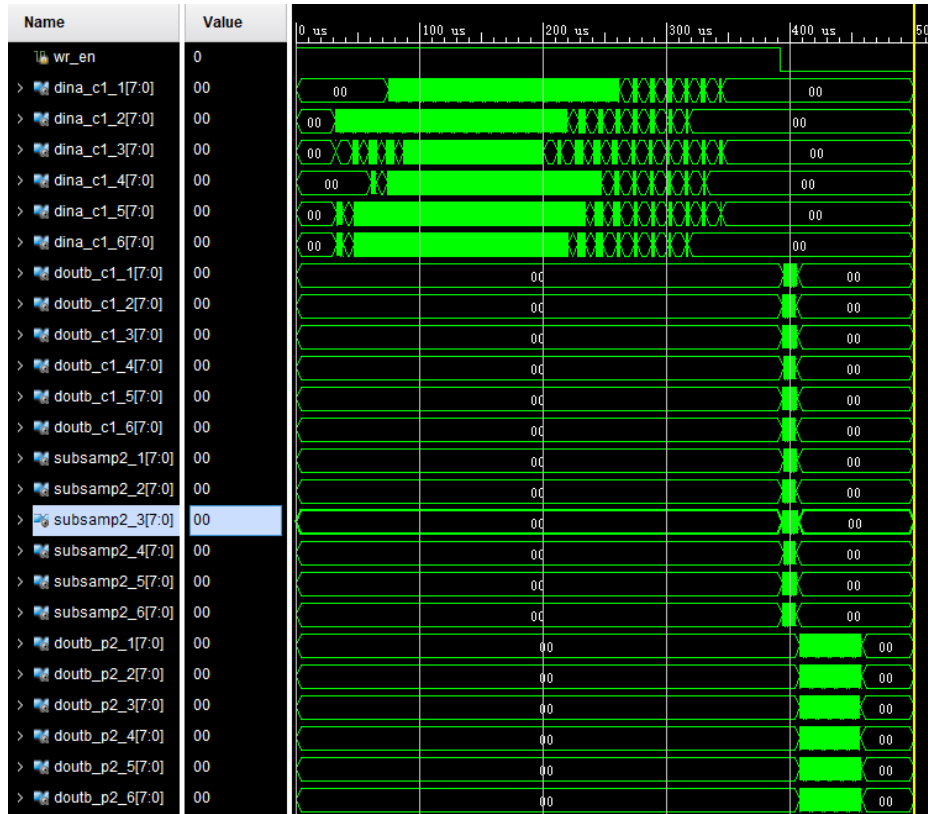 Name Value 0 us 100 us 200 us 300 us 400 us 50
wr_en 0
> dina_c1_1[7:0] 00 00 00
> dina_c1_2[7:0] 00 00 00
> dina_c1_3[7:0] 00 00 00
> dina_c1_4[7:0] 00 00 00
> dina_c1_5[7:0] 00 00 00
> dina_c1_6[7:0] 00 00 00
> doutb_c1_1[7:0] 00 00 00
> doutb_c1_2[7:0] 00 00 00
> doutb_c1_3[7:0] 00 00 00
> doutb_c1_4[7:0] 00 00 00
> doutb_c1_5[7:0] 00 00 00
> doutb_c1_6[7:0] 00 00 00
> subsamp2_1[7:0] 00 00 00
> subsamp2_2[7:0] 00 00 00
> subsamp2_3[7:0] 00 00 00
> subsamp2_4[7:0] 00 00 00
> subsamp2_5[7:0] 00 00 00
> subsamp2_6[7:0] 00 00 00
> doutb_p2_1[7:0] 00 00 00
> doutb_p2_2[7:0] 00 00 00
> doutb_p2_3[7:0] 00 00 00
> doutb_p2_4[7:0] 00 00 00
> doutb_p2_5[7:0] 00 00 00
> doutb_p2_6[7:0] 00 00 00